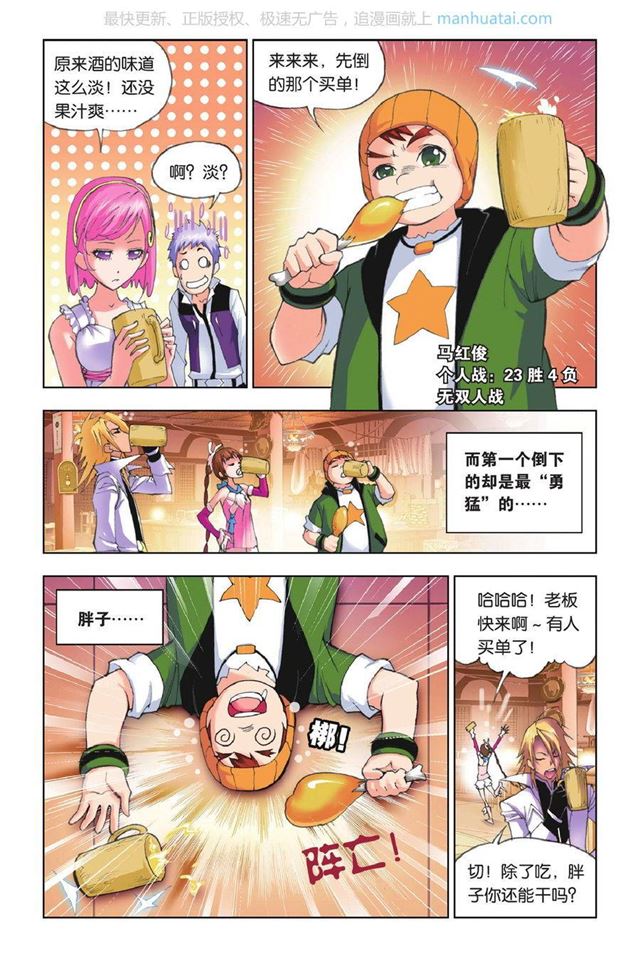 最快更新、正版授权、极速无广告，追漫画就上 manhuatai.com
原来酒的味道
这么淡！还没
果汁爽……
啊？淡？
来来来，先倒
的那个买单！
马红俊
个人战：23 胜 4 负
无双人战
而第一个倒下
的却是最“勇
猛”的……
胖子……
梆！
阵亡！
哈哈哈！老板
快来啊～有人
买单了！
切！除了吃，胖
子你还能干吗？